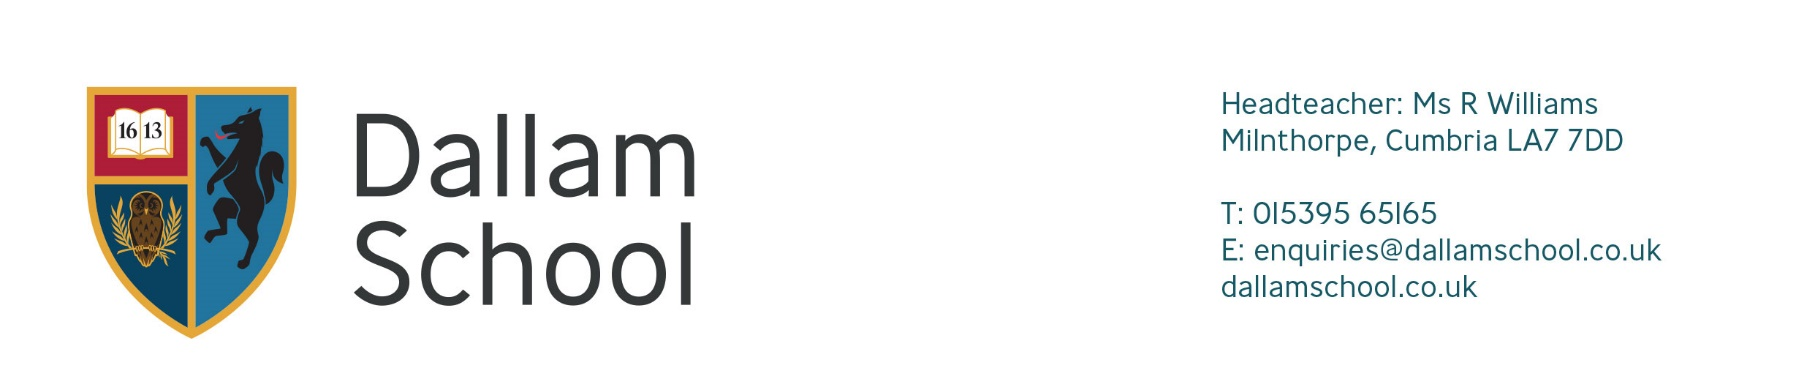 16 13
Dallam
School
Headteacher: Ms R Williams
Milnthorpe, Cumbria LA7 7DD
T: 015395 65165
E: enquiries@dallamschool.co.uk
dallamschool.co.uk